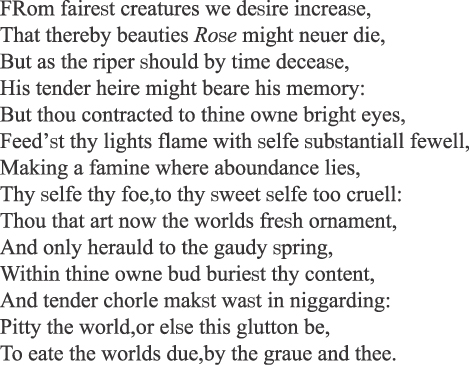 FRom fairest creatures we desire increase,
That thereby beauties Rose might neuer die,
But as the riper should by time decease,
His tender heire might beare his memory:
But thou contracted to thine owne bright eyes,
Feed’st thy lights flame with selfe substantiall fewell,
Making a famine where aboundance lies,
Thy selfe thy foe,to thy sweet selfe too cruell:
Thou that art now the worlds fresh ornament,
And only herauld to the gaudy spring,
Within thine owne bud buriest thy content,
And tender chorle makst wast in niggarding:
Pitty the world,or else this glutton be,
To eate the worlds due,by the graue and thee.